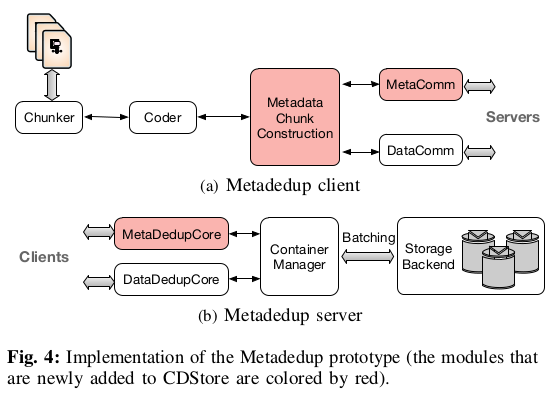 Chunker
Coder
Metadata
Chunk
Construction
MetaComm
DataComm
Servers
(a) Metadedup client
Clients
MetaDedupCore
DataDedupCore
Container
Manager
Batching
Storage
Backend
(b) Metadedup server
Fig. 4: Implementation of the Metadedup prototype (the modules that
are newly added to CDStore are colored by red).